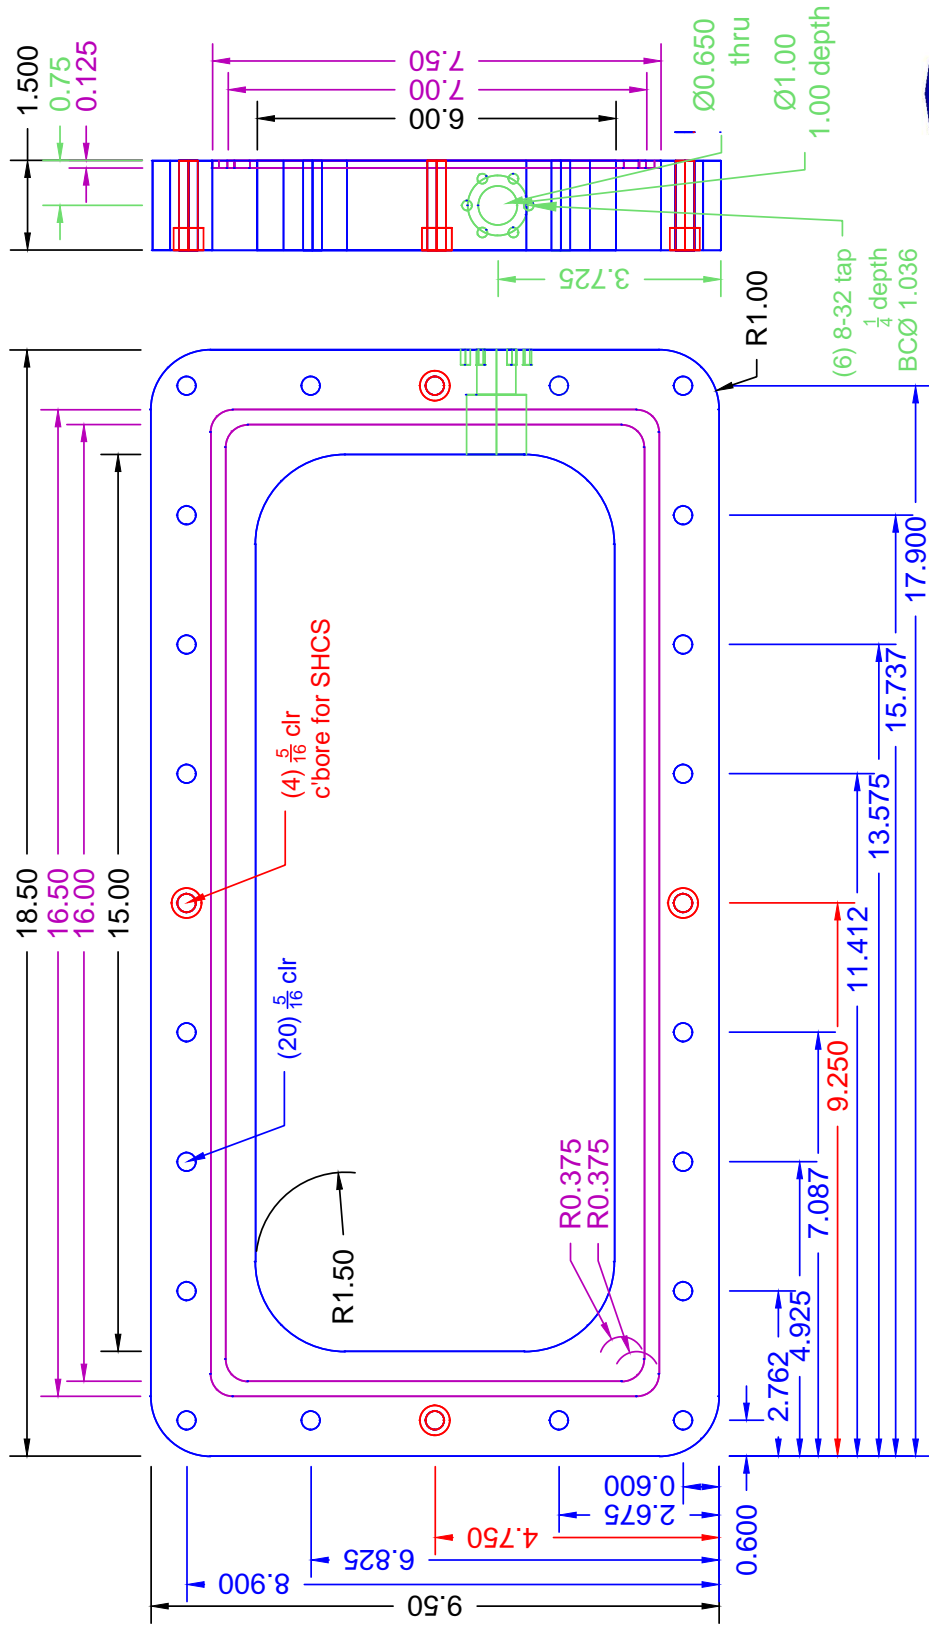 18.50
16.50
16.00
15.00
1.500
0.75
0.125
7.50
7.00
6.00
Ø0.650
thru
Ø1.00
1.00 depth
3.725
(6) 8-32 tap
1/4 depth
BCØ 1.036
R1.00
(4) 5/16 clr
c'bore for SHCS
(20) 5/16 clr
R1.50
R0.375
R0.375
9.50
8.900
6.825
4.750
2.675
0.600
0.600
2.762
4.925
7.087
9.250
11.412
13.575
15.737
17.900